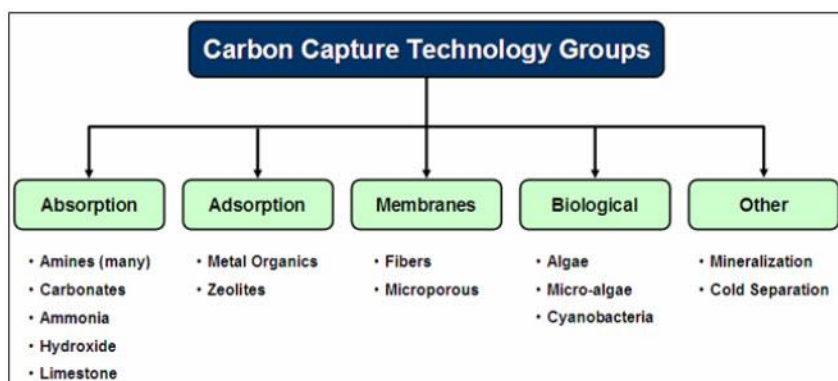 Carbon Capture Technology Groups
Absorption
Adsorption
Membranes
Biological
Other
• Amines (many)
• Carbonates
• Ammonia
• Hydroxide
• Limestone
• Metal Organics
• Zeolites
• Fibers
• Microporous
• Algae
• Micro-algae
• Cyanobacteria
• Mineralization
• Cold Separation